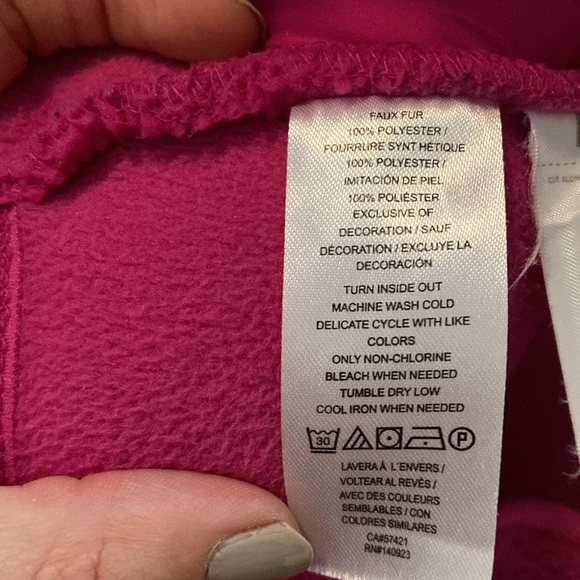 FAUX FUR
100% POLYESTER /
FOURRURE SYNT HÉTIQUE
100% POLYESTER /
IMITACIÓN DE PIEL
100% POLIÉSTER
EXCLUSIVE OF
DECORATION / SAUF
DÉCORATION / EXCLUYE LA
DECORACIÓN
TURN INSIDE OUT
MACHINE WASH COLD
DELICATE CYCLE WITH LIKE
COLORS
ONLY NON-CHLORINE
BLEACH WHEN NEEDED
TUMBLE DRY LOW
COOL IRON WHEN NEEDED
30 P
LAVERA À L'ENVERS /
VOLTEAR AL REVÉS /
AVEC DES COULEURS
SEMBLABLES / CON
COLORES SIMILARES
CA#57421
RN#140923